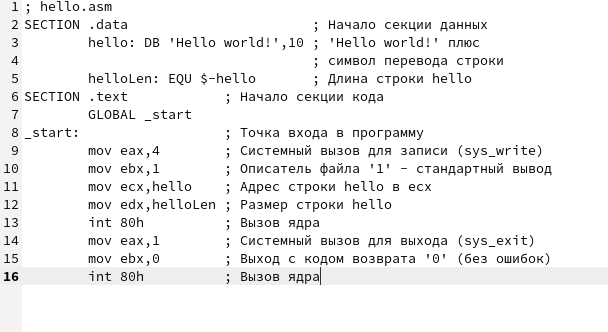 1 ; hello.asm
2 SECTION .data                       ; Начало секции данных
3         hello: DB 'Hello world!',10 ; 'Hello world!' плюс
4                                     ; символ перевода строки
5         helloLen: EQU $-hello       ; Длина строки hello
6 SECTION .text            ; Начало секции кода
7         GLOBAL _start
8 _start:                  ; Точка входа в программу
9         mov eax,4        ; Системный вызов для записи (sys_write)
10         mov ebx,1        ; Описатель файла '1' - стандартный вывод
11         mov ecx,hello    ; Адрес строки hello в ecx
12         mov edx,helloLen ; Размер строки hello
13         int 80h          ; Вызов ядра
14         mov eax,1        ; Системный вызов для выхода (sys_exit)
15         mov ebx,0        ; Выход с кодом возврата '0' (без ошибок)
16         int 80h          ; Вызов ядра